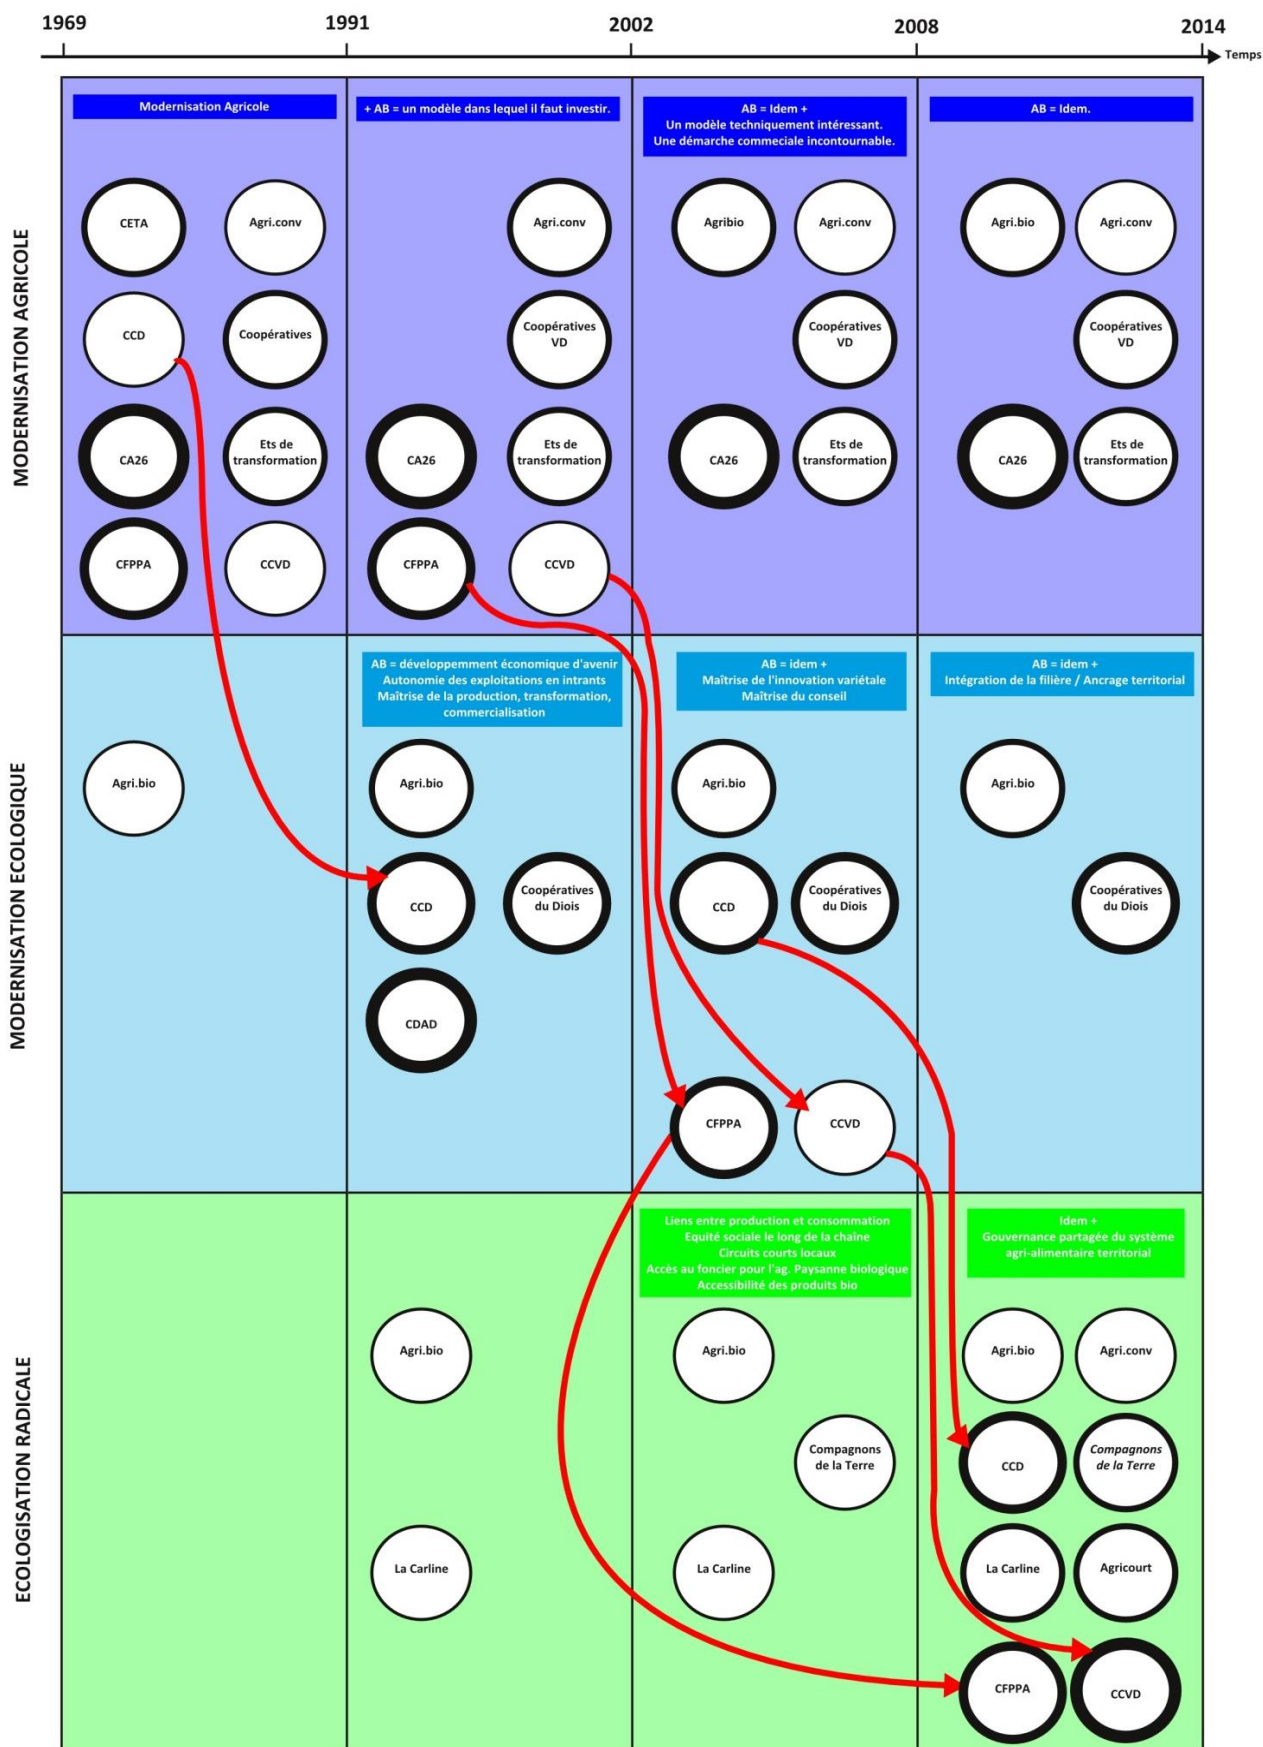 1969
1991
2002
2008
2014
Temps
MODERNISATION AGRICOLE
Modernisation Agricole
+ AB = un modèle dans lequel il faut investir.
AB = Idem +
Un modèle techniquement intéressant.
Une démarche commeciale incontournable.
AB = Idem.
CETA
Agri.conv
Agri.conv
Agribio
Agri.conv
Agri.bio
Agri.conv
CCD
Coopératives
Coopératives
VD
Coopératives
VD
Coopératives
VD
CA26
Ets de
transformation
CA26
Ets de
transformation
CA26
Ets de
transformation
CA26
Ets de
transformation
CFPPA
CCVD
CFPPA
CCVD
MODERNISATION ECOLOGIQUE
AB = développemment économique d'avenir
Autonomie des exploitations en intrants
Maîtrise de la production, transformation,
commercialisation
AB = idem +
Maîtrise de l'innovation variétale
Maîtrise du conseil
AB = idem +
Intégration de la filière / Ancrage territorial
Agri.bio
Agri.bio
Agri.bio
Agri.bio
CCD
Coopératives
du Diois
CCD
Coopératives
du Diois
Coopératives
du Diois
CDAD
CFPPA
CCVD
ECOLOGISATION RADICALE
Liens entre production et consommation
Equité sociale le long de la chaîne
Circuits courts locaux
Accès au foncier pour l'ag. Paysanne biologique
Accessibilité des produits bio
Idem +
Gouvernance partagée du système
agri-alimentaire territorial
Agri.bio
Agri.bio
Agri.bio
Agri.conv
Compagnons
de la Terre
CCD
Compagnons
de la Terre
La Carline
La Carline
La Carline
Agricourt
CFPPA
CCVD